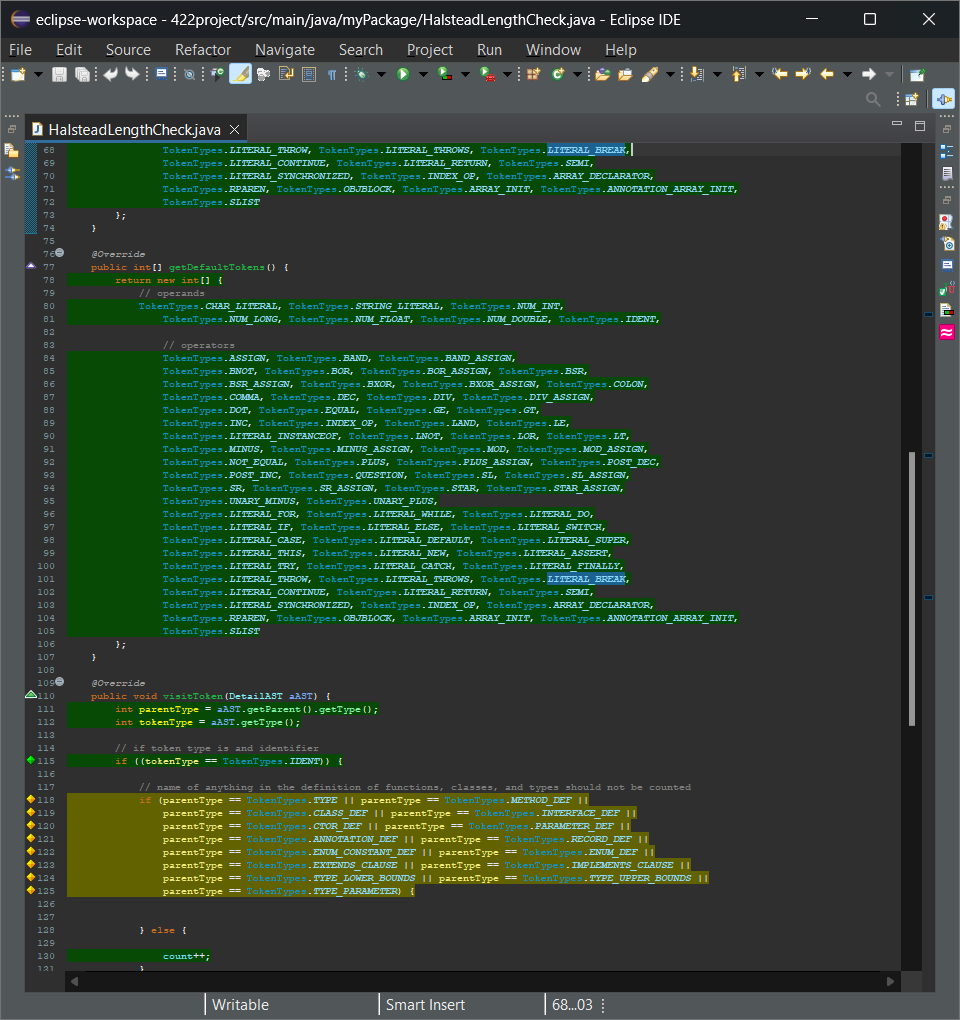 eclipse-workspace - 422project/src/main/java/myPackage/HalsteadLengthCheck.java - Eclipse IDE
File Edit Source Refactor Navigate Search Project Run Window Help
HalsteadLengthCheck.java
68 TokenTypes.LITERAL_THROW, TokenTypes.LITERAL_THROWS, TokenTypes.LITERAL_BREAK,
69 TokenTypes.LITERAL_CONTINUE, TokenTypes.LITERAL_RETURN, TokenTypes.SEMI,
70 TokenTypes.LITERAL_SYNCHRONIZED, TokenTypes.INDEX_OP, TokenTypes.ARRAY_DECLARATOR,
71 TokenTypes.RPAREN, TokenTypes.OBJBLOCK, TokenTypes.ARRAY_INIT, TokenTypes.ANNOTATION_ARRAY_INIT,
72 TokenTypes.SLIST
73 };
74 }
75
76 @Override
77 public int[] getDefaultTokens() {
78 return new int[] {
79 // operands
80 TokenTypes.CHAR_LITERAL, TokenTypes.STRING_LITERAL, TokenTypes.NUM_INT,
81 TokenTypes.NUM_LONG, TokenTypes.NUM_FLOAT, TokenTypes.NUM_DOUBLE, TokenTypes.IDENT,
82
83 // operators
84 TokenTypes.ASSIGN, TokenTypes.BAND, TokenTypes.BAND_ASSIGN,
85 TokenTypes.BNOT, TokenTypes.BOR, TokenTypes.BOR_ASSIGN, TokenTypes.BSR,
86 TokenTypes.BSR_ASSIGN, TokenTypes.BXOR, TokenTypes.BXOR_ASSIGN, TokenTypes.COLON,
87 TokenTypes.COMMA, TokenTypes.DEC, TokenTypes.DIV, TokenTypes.DIV_ASSIGN,
88 TokenTypes.DOT, TokenTypes.EQUAL, TokenTypes.GE, TokenTypes.GT,
89 TokenTypes.INC, TokenTypes.INDEX_OP, TokenTypes.LAND, TokenTypes.LE,
90 TokenTypes.LITERAL_INSTANCEOF, TokenTypes.LNOT, TokenTypes.LOR, TokenTypes.LT,
91 TokenTypes.MINUS, TokenTypes.MINUS_ASSIGN, TokenTypes.MOD, TokenTypes.MOD_ASSIGN,
92 TokenTypes.NOT_EQUAL, TokenTypes.PLUS, TokenTypes.PLUS_ASSIGN, TokenTypes.POST_DEC,
93 TokenTypes.POST_INC, TokenTypes.QUESTION, TokenTypes.SL, TokenTypes.SL_ASSIGN,
94 TokenTypes.SR, TokenTypes.SR_ASSIGN, TokenTypes.STAR, TokenTypes.STAR_ASSIGN,
95 TokenTypes.UNARY_MINUS, TokenTypes.UNARY_PLUS,
96 TokenTypes.LITERAL_FOR, TokenTypes.LITERAL_WHILE, TokenTypes.LITERAL_DO,
97 TokenTypes.LITERAL_IF, TokenTypes.LITERAL_ELSE, TokenTypes.LITERAL_SWITCH,
98 TokenTypes.LITERAL_CASE, TokenTypes.LITERAL_DEFAULT, TokenTypes.LITERAL_SUPER,
99 TokenTypes.LITERAL_THIS, TokenTypes.LITERAL_NEW, TokenTypes.LITERAL_ASSERT,
100 TokenTypes.LITERAL_TRY, TokenTypes.LITERAL_CATCH, TokenTypes.LITERAL_FINALLY,
101 TokenTypes.LITERAL_THROW, TokenTypes.LITERAL_THROWS, TokenTypes.LITERAL_BREAK,
102 TokenTypes.LITERAL_CONTINUE, TokenTypes.LITERAL_RETURN, TokenTypes.SEMI,
103 TokenTypes.LITERAL_SYNCHRONIZED, TokenTypes.INDEX_OP, TokenTypes.ARRAY_DECLARATOR,
104 TokenTypes.RPAREN, TokenTypes.OBJBLOCK, TokenTypes.ARRAY_INIT, TokenTypes.ANNOTATION_ARRAY_INIT,
105 TokenTypes.SLIST
106 };
107 }
108
109 @Override
110 public void visitToken(DetailAST aAST) {
111 int parentType = aAST.getParent().getType();
112 int tokenType = aAST.getType();
113
114 // if token type is and identifier
115 if ((tokenType == TokenTypes.IDENT)) {
116
117 // name of anything in the definition of functions, classes, and types should not be counted
118 if (parentType == TokenTypes.TYPE || parentType == TokenTypes.METHOD_DEF ||
119 parentType == TokenTypes.CLASS_DEF || parentType == TokenTypes.INTERFACE_DEF ||
120 parentType == TokenTypes.CTOR_DEF || parentType == TokenTypes.PARAMETER_DEF ||
121 parentType == TokenTypes.ANNOTATION_DEF || parentType == TokenTypes.RECORD_DEF ||
122 parentType == TokenTypes.ENUM_CONSTANT_DEF || parentType == TokenTypes.ENUM_DEF ||
123 parentType == TokenTypes.EXTENDS_CLAUSE || parentType == TokenTypes.IMPLEMENTS_CLAUSE ||
124 parentType == TokenTypes.TYPE_LOWER_BOUNDS || parentType == TokenTypes.TYPE_UPPER_BOUNDS ||
125 parentType == TokenTypes.TYPE_PARAMETER) {
126
127
128 } else {
129
130 count++;
131 }
Writable Smart Insert 68...03